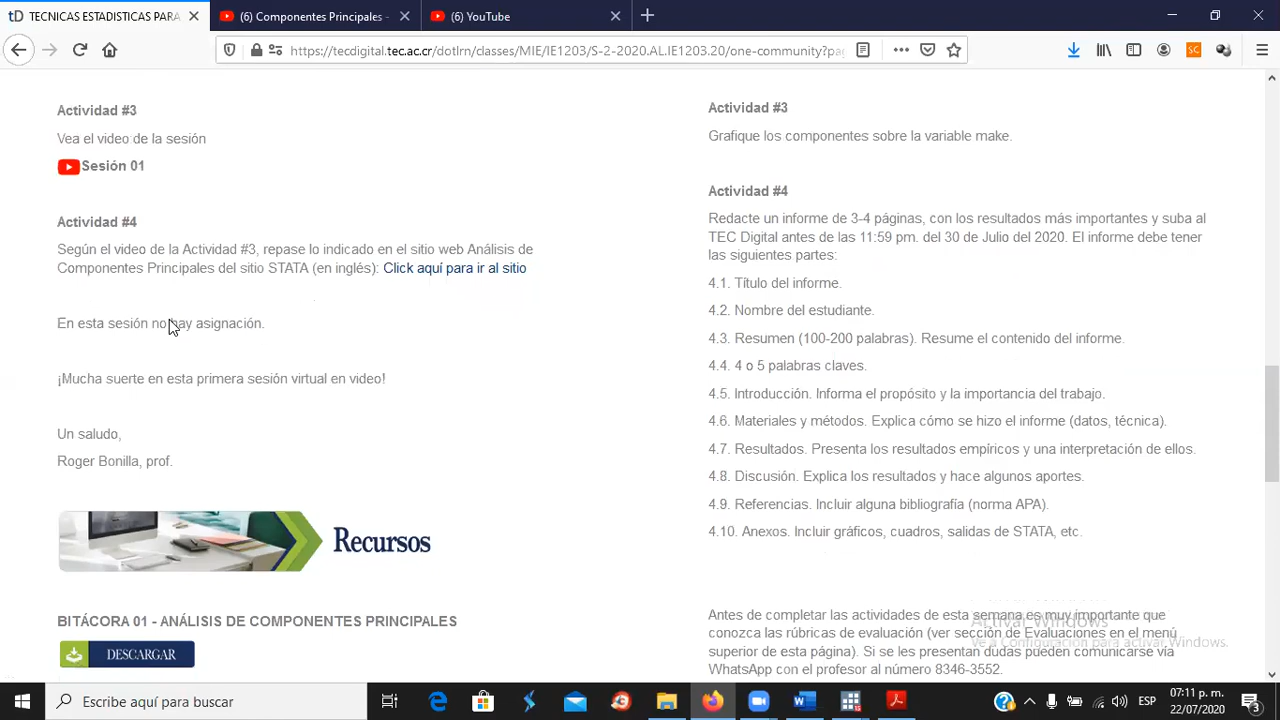 TECNICAS ESTADISTICAS PARA
(6) Componentes Principales -
(6) YouTube
https://tecdigital.tec.ac.cr/dotlrn/classes/MIE/IE1203/S-2-2020.AL.IE1203.20/one-community?pa
Actividad #3
Vea el video de la sesión
Sesión 01
Actividad #4
Según el video de la Actividad #3, repase lo indicado en el sitio web Análisis de
Componentes Principales del sitio STATA (en inglés): Click aquí para ir al sitio
En esta sesión no hay asignación.
¡Mucha suerte en esta primera sesión virtual en video!
Un saludo,
Roger Bonilla, prof.
Recursos
BITÁCORA 01 - ANÁLISIS DE COMPONENTES PRINCIPALES
DESCARGAR
Actividad #3
Grafique los componentes sobre la variable make.
Actividad #4
Redacte un informe de 3-4 páginas, con los resultados más importantes y suba al
TEC Digital antes de las 11:59 pm. del 30 de Julio del 2020. El informe debe tener
las siguientes partes:
4.1. Título del informe.
4.2. Nombre del estudiante.
4.3. Resumen (100-200 palabras). Resume el contenido del informe.
4.4. 4 o 5 palabras claves.
4.5. Introducción. Informa el propósito y la importancia del trabajo.
4.6. Materiales y métodos. Explica cómo se hizo el informe (datos, técnica).
4.7. Resultados. Presenta los resultados empíricos y una interpretación de ellos.
4.8. Discusión. Explica los resultados y hace algunos aportes.
4.9. Referencias. Incluir alguna bibliografía (norma APA).
4.10. Anexos. Incluir gráficos, cuadros, salidas de STATA, etc.
Antes de completar las actividades de esta semana es muy importante que
conozca las rúbricas de evaluación (ver sección de Evaluaciones en el menú
superior de esta página). Si se les presentan dudas pueden comunicarse vía
WhatsApp con el profesor al número 8346-3552.
Activar Windows
Ve a Configuración para activar Windows.
Escribe aquí para buscar
ESP
07:11 p. m.
22/07/2020
3